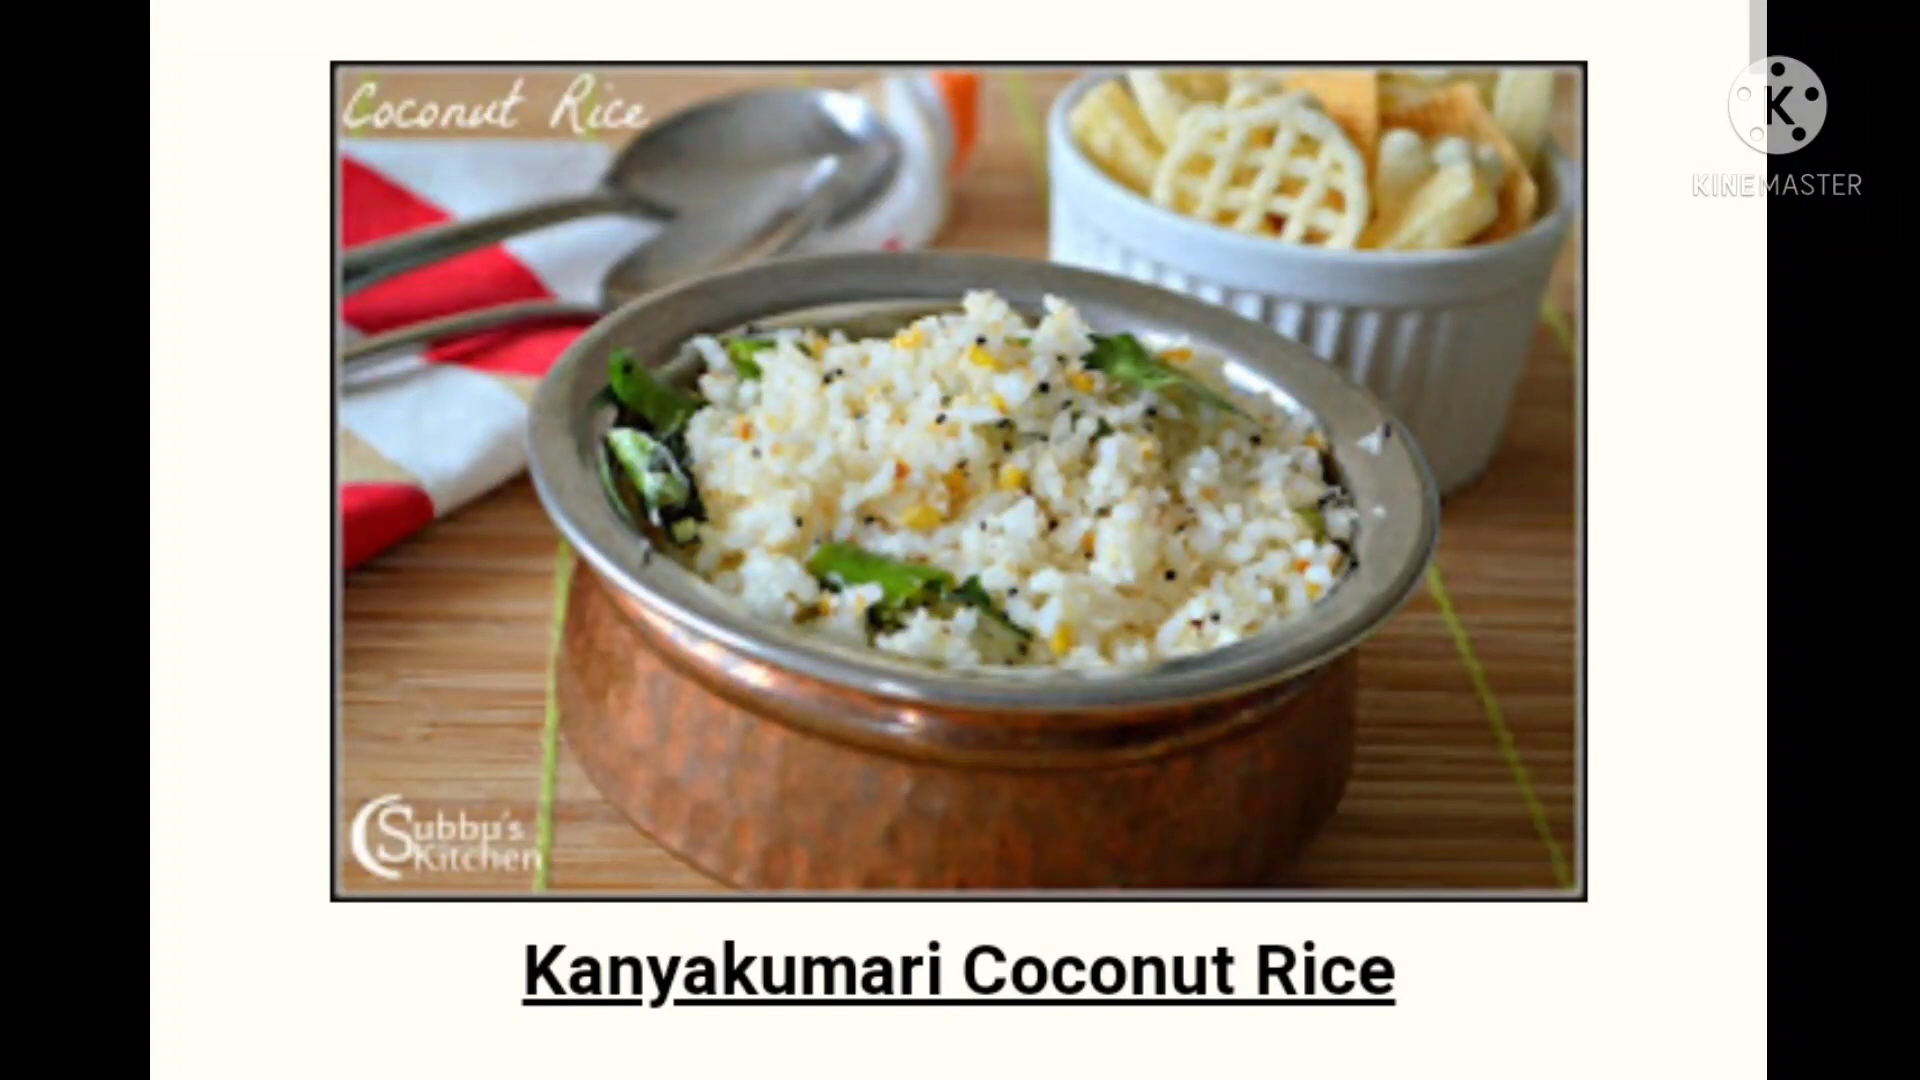 Coconut Rice
K
KINEMASTER
Subbu's
Kitchen
Kanyakumari Coconut Rice